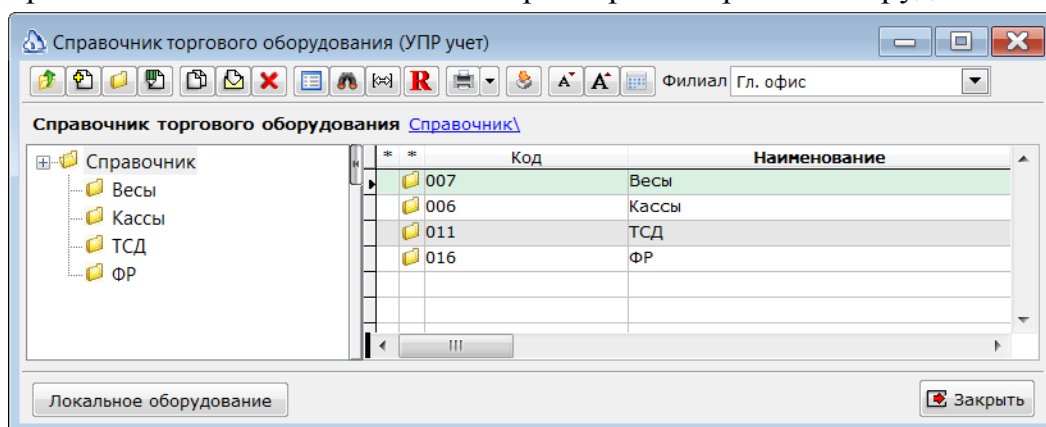 Справочник торгового оборудования (УПР учет)
R A A Филиал Гл. офис
Справочник торгового оборудования Справочник\
Справочник
Весы
Кассы
ТСД
ФР
* * Код Наименование
007 Весы
006 Кассы
011 ТСД
016 ФР
Локальное оборудование
Закрыть